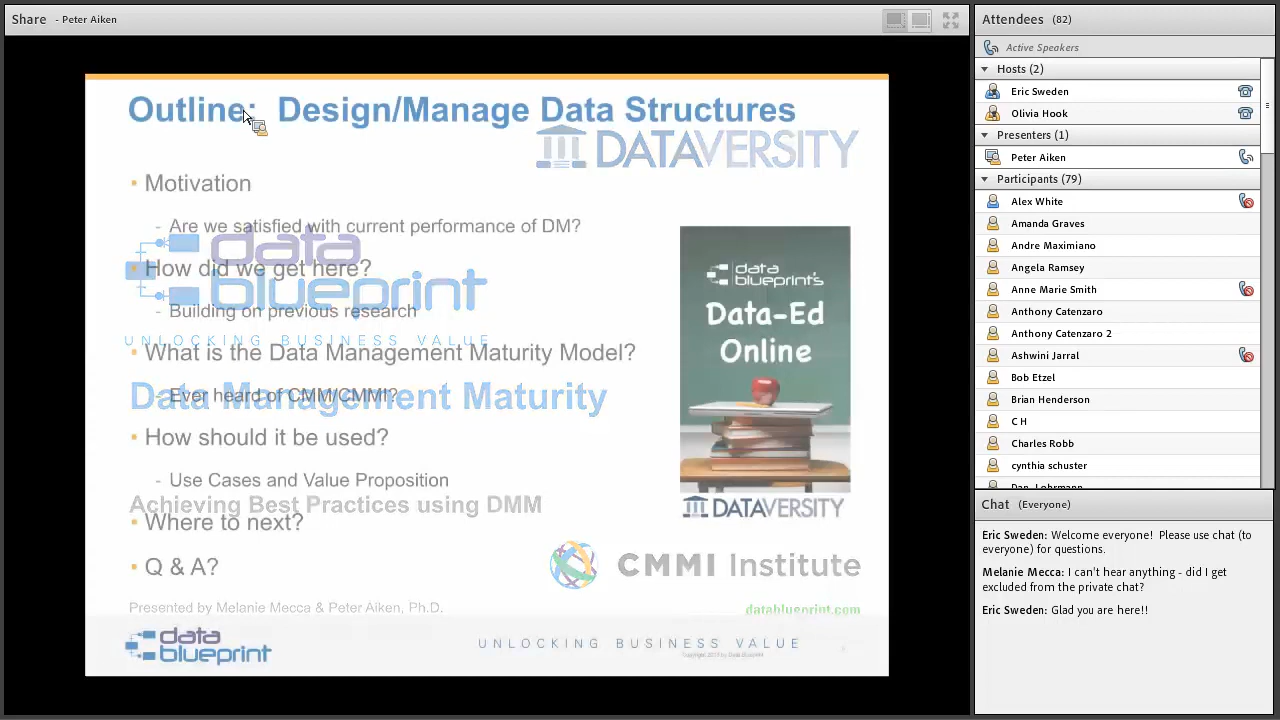 Share - Peter Aiken
Outline: Design/Manage Data Structures
DATAVERSITY
• Motivation
- Are we satisfied with current performance of DM?
data
blueprint
UNLOCKING BUSINESS VALUE
• How did we get here?
- Building on previous research
• What is the Data Management Maturity Model?
- Ever heard of CMM/CMMI?
Data Management Maturity
• How should it be used?
- Use Cases and Value Proposition
Achieving Best Practices using DMM
• Where to next?
• Q & A?
data
blueprint's
Data-Ed
Online
DATAVERSITY
CMMI Institute
Presented by Melanie Mecca & Peter Aiken, Ph.D.
datablueprint.com
data
blueprint
UNLOCKING BUSINESS VALUE
Attendees (82)
Active Speakers
Hosts (2)
Eric Sweden
Olivia Hook
Presenters (1)
Peter Aiken
Participants (79)
Alex White
Amanda Graves
Andre Maximiano
Angela Ramsey
Anne Marie Smith
Anthony Catenzaro
Anthony Catenzaro 2
Ashwini Jarral
Bob Etzel
Brian Henderson
C H
Charles Robb
cynthia schuster
Dan Lohrmann
Chat (Everyone)
Eric Sweden: Welcome everyone! Please use chat (to
everyone) for questions.
Melanie Mecca: I can't hear anything - did I get
excluded from the private chat?
Eric Sweden: Glad you are here!!